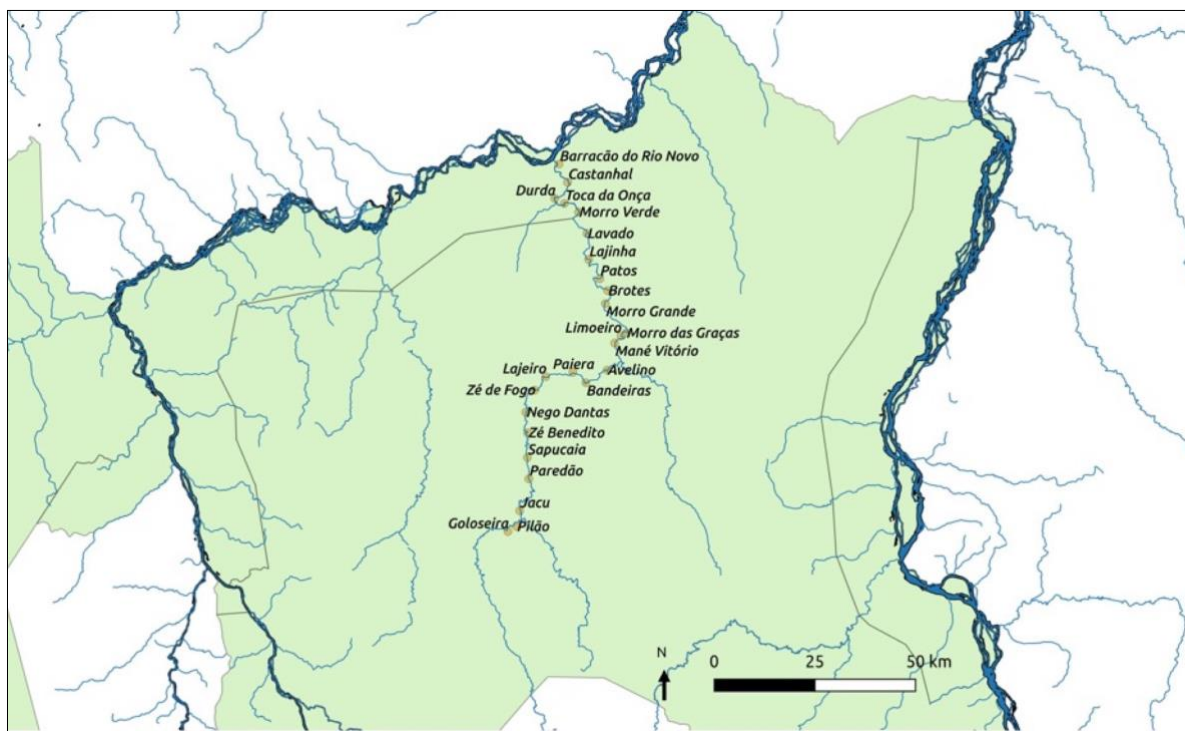 Barracão do Rio Novo
Castanhal
Durda
Toca da Onça
Morro Verde
Lavado
Lajinha
Patos
Brotes
Morro Grande
Limoeiro
Morro das Graças
Mané Vitório
Lajeiro
Paiera
Avelino
Zé de Fogo
Bandeiras
Nego Dantas
Zé Benedito
Sapucaia
Paredão
Jacu
Goloseira
Pilão
N
0 25 50 km